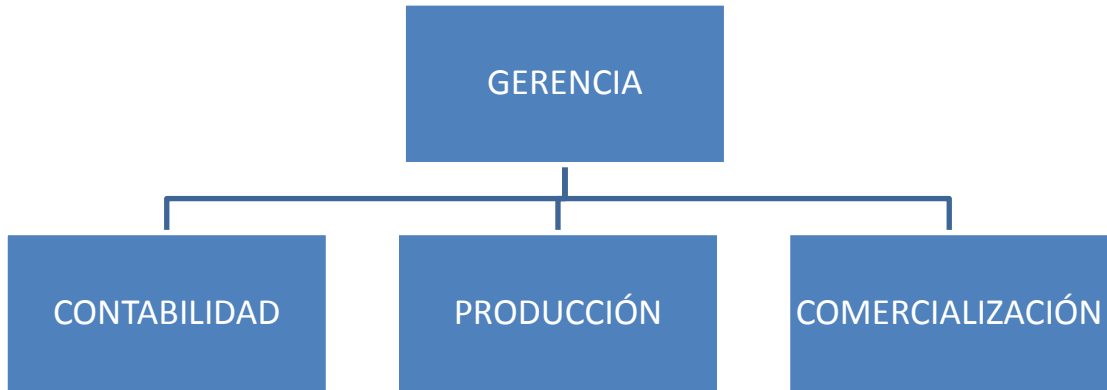 GERENCIA
CONTABILIDAD
PRODUCCIÓN
COMERCIALIZACIÓN